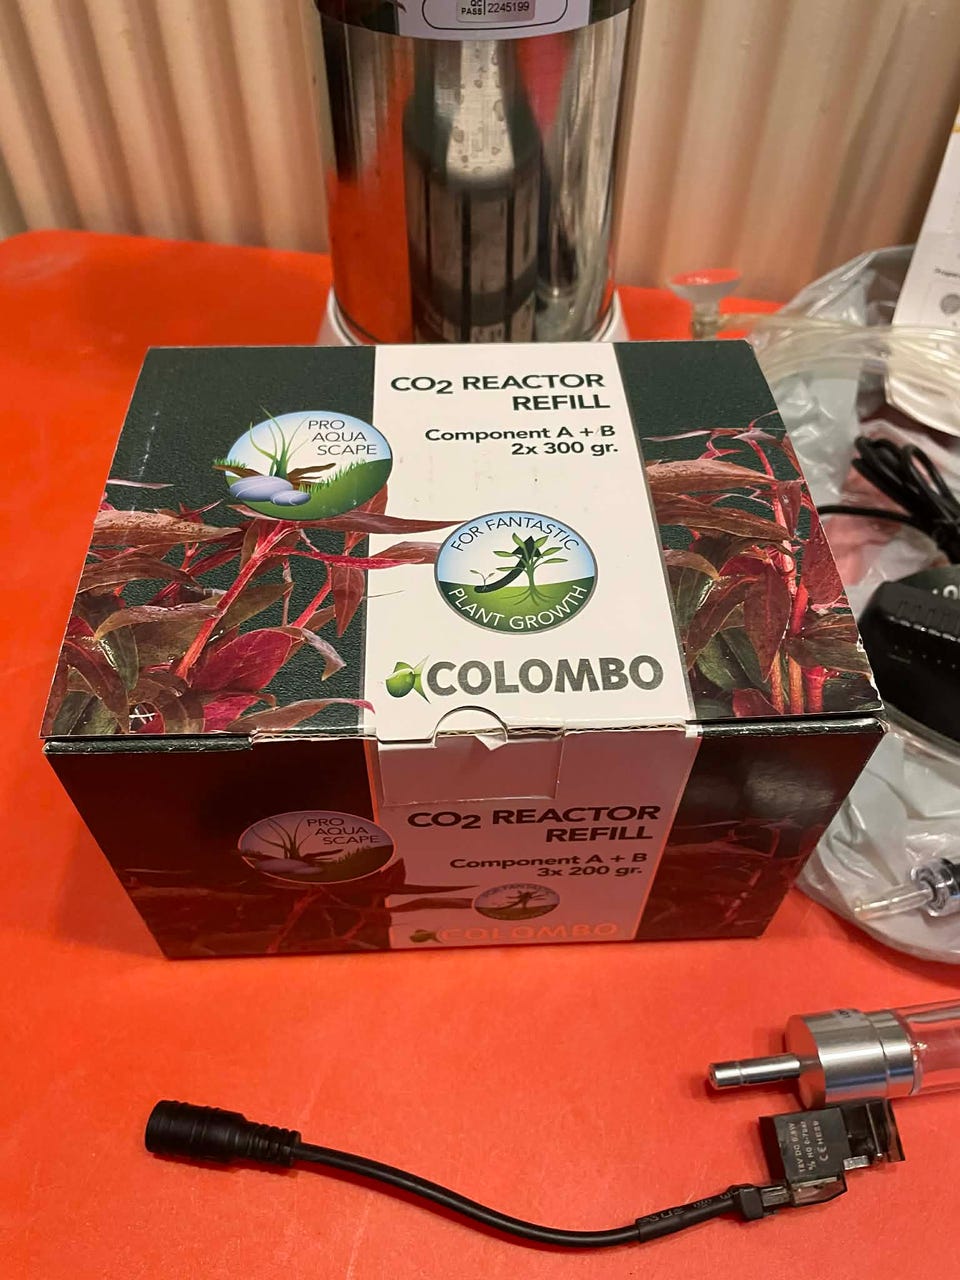 QC
PASS 2245199
CO2 REACTOR
REFILL
Component A + B
2x 300 gr.
PRO
AQUA
SCAPE
FOR FANTASTIC
PLANT GROWTH
COLOMBO
CO2 REACTOR
REFILL
Component A + B
3x 200 gr.
PRO
AQUA
SCAPE
COLOMBO